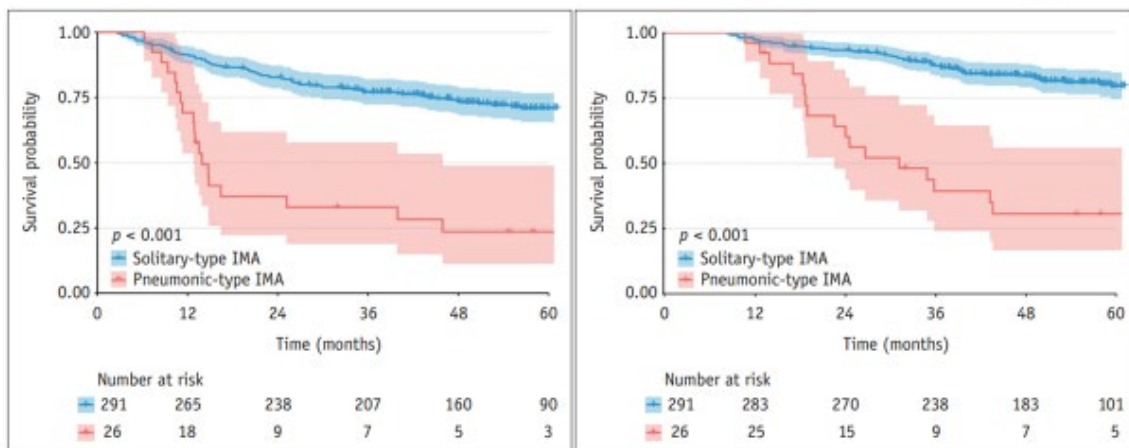 1.00
0.75
0.50
0.25
0.00
Survival probability
p < 0.001
Solitary-type IMA
Pneumonic-type IMA
0 12 24 36 48 60
Time (months)
Number at risk
291 265 238 207 160 90
26 18 9 7 5 3
1.00
0.75
0.50
0.25
0.00
Survival probability
p < 0.001
Solitary-type IMA
Pneumonic-type IMA
0 12 24 36 48 60
Time (months)
Number at risk
291 283 270 238 183 101
26 25 15 9 7 5